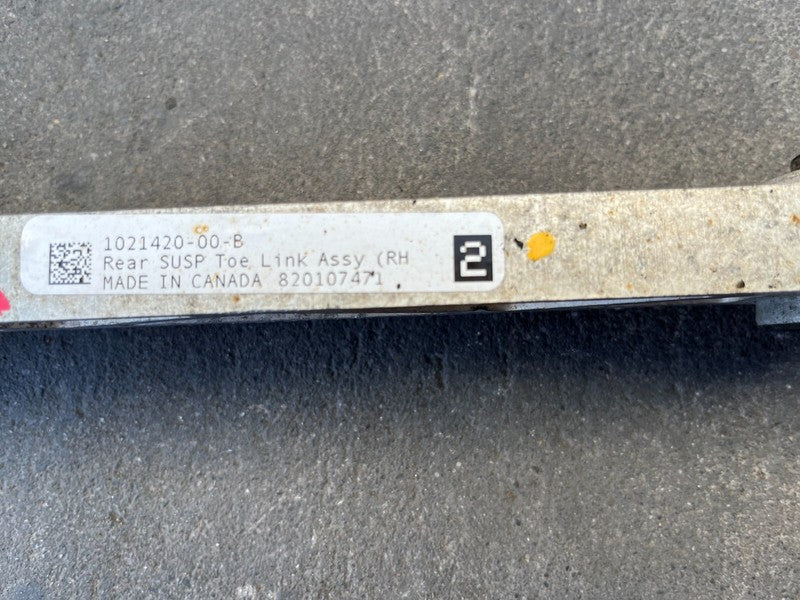 1021420-00-B
Rear SUSP Toe Link Assy (RH
MADE IN CANADA 820107471
2